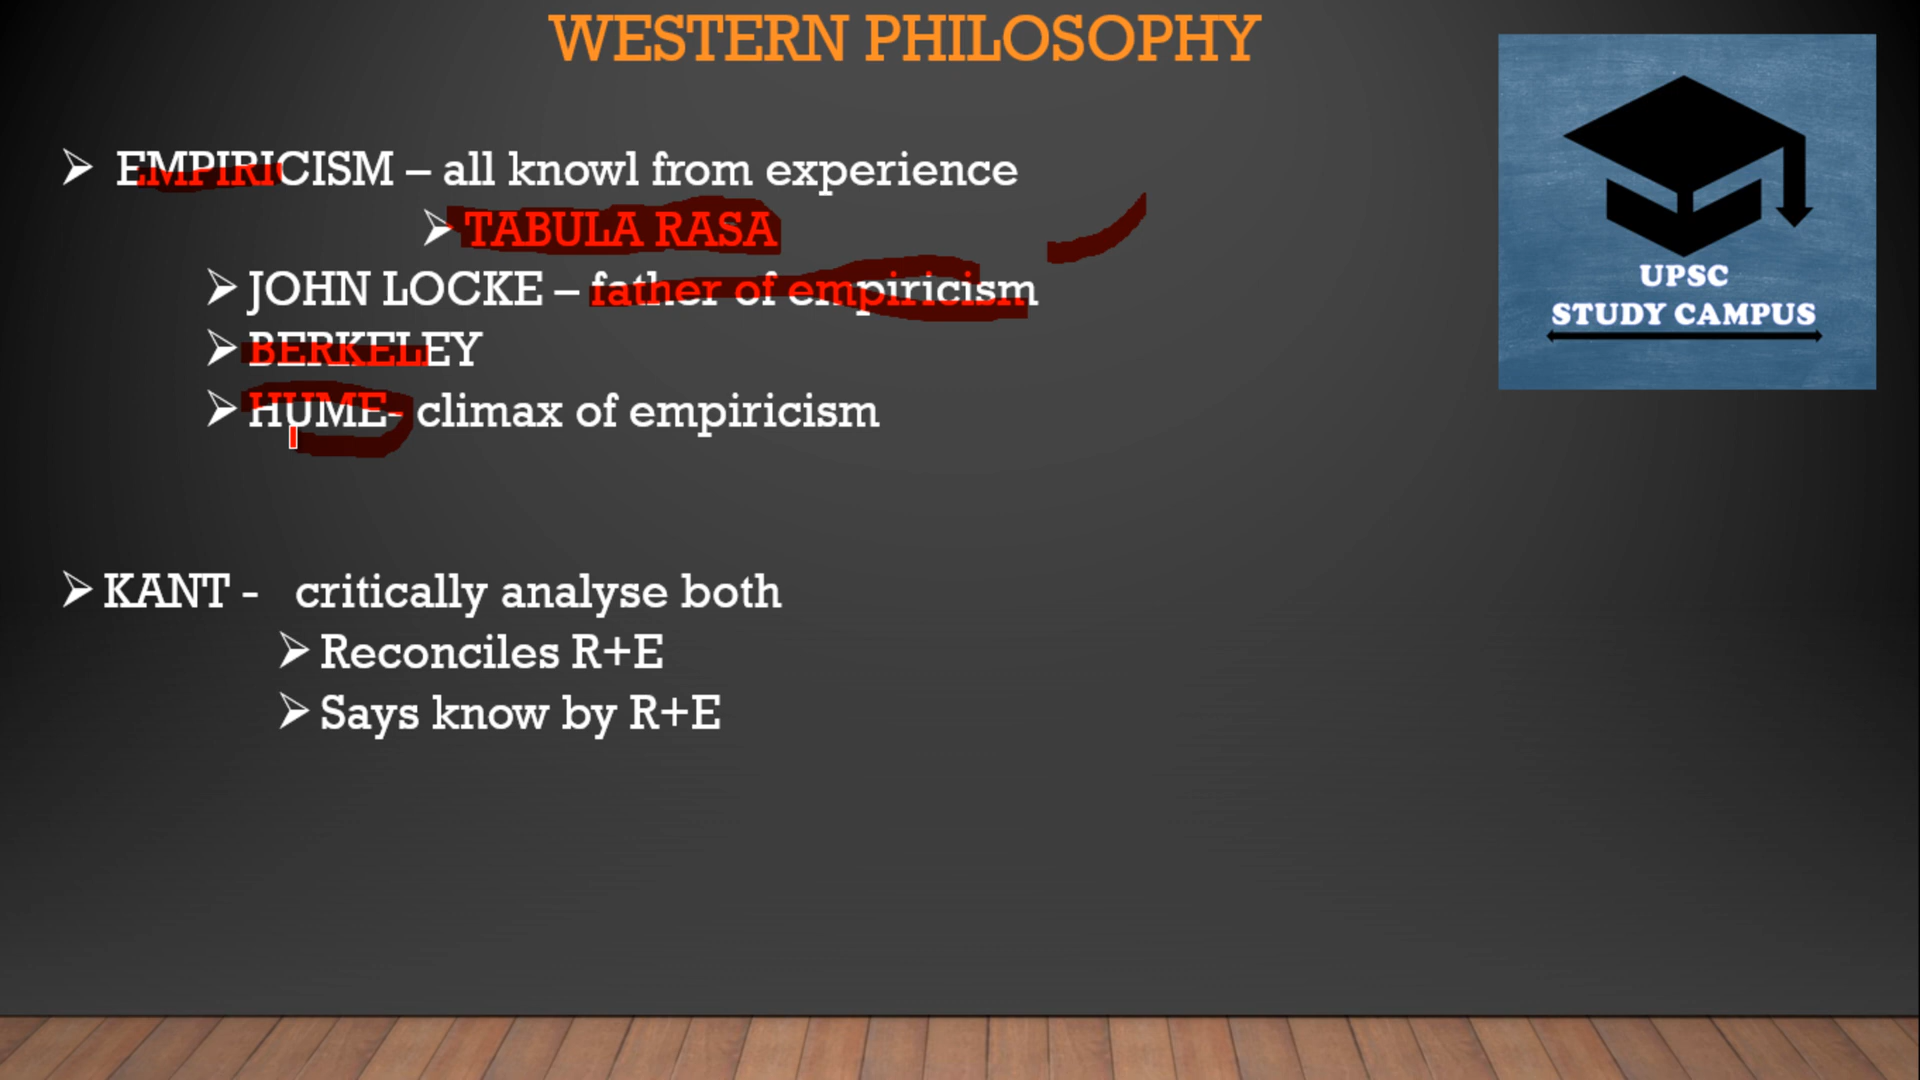 WESTERN PHILOSOPHY
EMPIRICISM – all knowl from experience
TABULA RASA
JOHN LOCKE – father of empiricism
BERKELEY
HUME- climax of empiricism
KANT - critically analyse both
Reconciles R+E
Says know by R+E
UPSC
STUDY CAMPUS